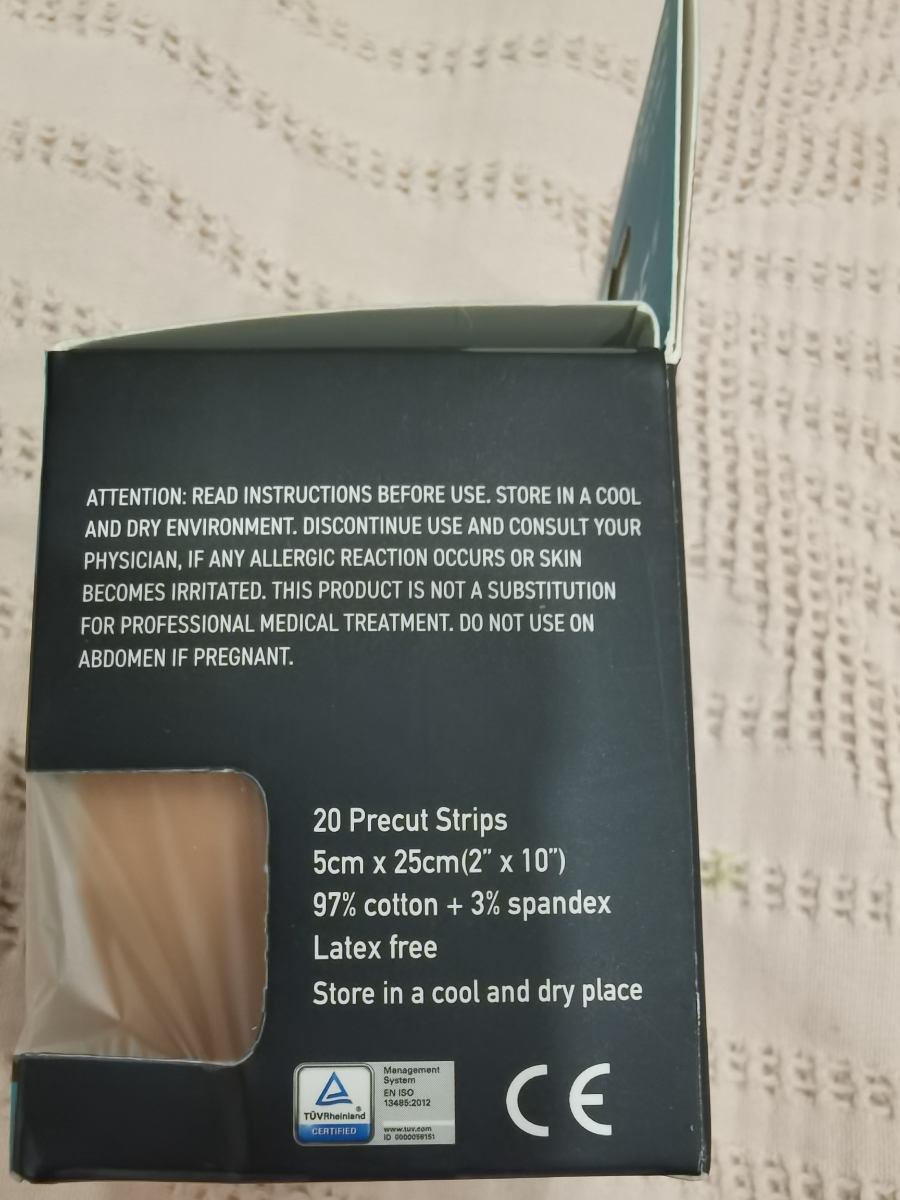 ATTENTION: READ INSTRUCTIONS BEFORE USE. STORE IN A COOL
AND DRY ENVIRONMENT. DISCONTINUE USE AND CONSULT YOUR
PHYSICIAN, IF ANY ALLERGIC REACTION OCCURS OR SKIN
BECOMES IRRITATED. THIS PRODUCT IS NOT A SUBSTITUTION
FOR PROFESSIONAL MEDICAL TREATMENT. DO NOT USE ON
ABDOMEN IF PREGNANT.
20 Precut Strips
5cm x 25cm(2” x 10”)
97% cotton + 3% spandex
Latex free
Store in a cool and dry place
TÜVRheinland®
CERTIFIED
Management
System
EN ISO
13485:2012
www.tuv.com
ID 0000056151
CE